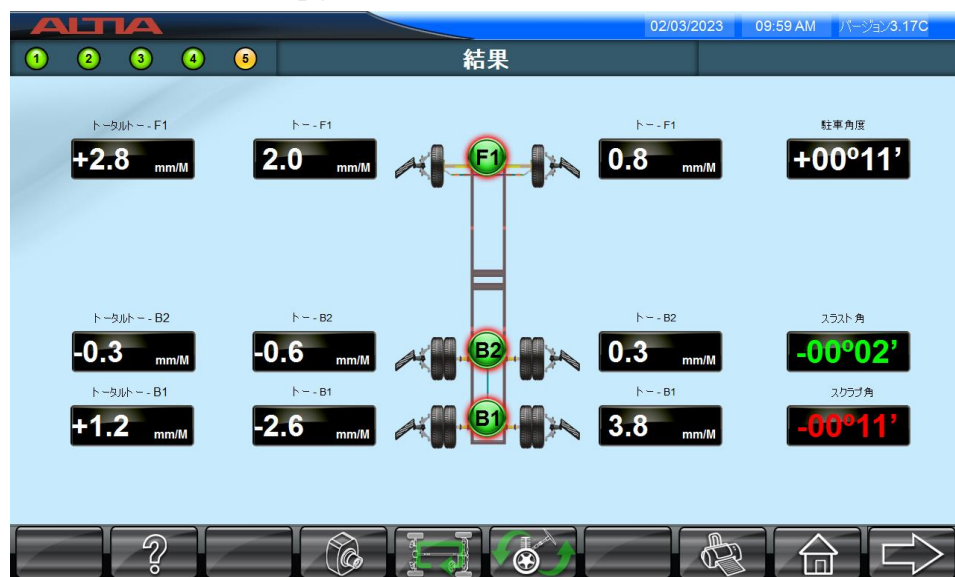 ALTIA
02/03/2023 09:59 AM バージョン3.17C
1 2 3 4 5 結果
トータルトー - F1 トー - F1 トー - F1 駐車角度
+2.8 mm/M 2.0 mm/M F1 0.8 mm/M +00º11’
トータルトー - B2 トー - B2 トー - B2 スラスト角
-0.3 mm/M -0.6 mm/M B2 0.3 mm/M -00º02’
トータルトー - B1 トー - B1 トー - B1 スクラブ角
+1.2 mm/M -2.6 mm/M B1 3.8 mm/M -00º11’
?